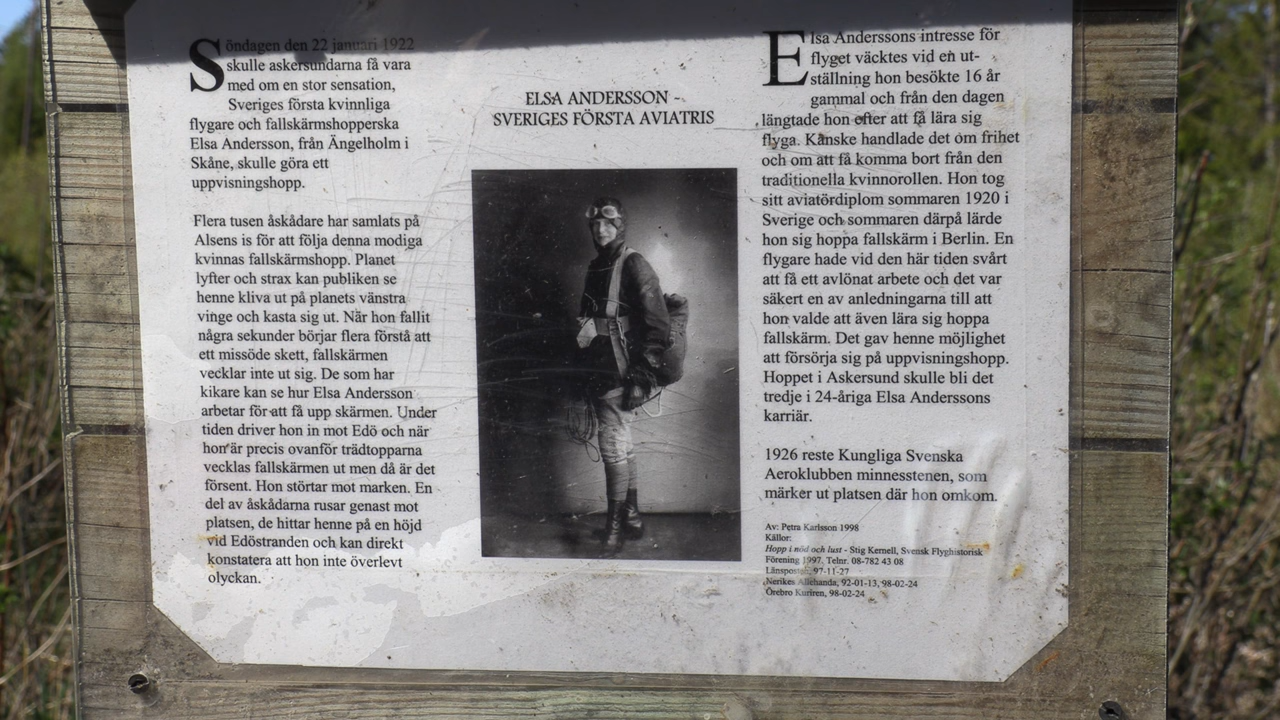 Söndagen den 22 januari 1922
skulle askersundarna få vara
med om en stor sensation,
Sveriges första kvinnliga
flygare och fallskärmshopperska
Elsa Andersson, från Ängelholm i
Skåne, skulle göra ett
uppvisningshopp.
Flera tusen åskådare har samlats på
Alsens is för att följa denna modiga
kvinnas fallskärmshopp. Planet
lyfter och strax kan publiken se
henne kliva ut på planets vänstra
vinge och kasta sig ut. När hon fallit
några sekunder börjar flera förstå att
ett missöde skett, fallskärmen
vecklar inte ut sig. De som har
kikare kan se hur Elsa Andersson
arbetar för att få upp skärmen. Under
tiden driver hon in mot Edö och när
hon är precis ovanför trädtopparna
vecklas fallskärmen ut men då är det
försent. Hon störtar mot marken. En
del av åskådarna rusar genast mot
platsen, de hittar henne på en höjd
vid Edöstranden och kan direkt
konstatera att hon inte överlevt
olyckan.
ELSA ANDERSSON -
SVERIGES FÖRSTA AVIATRIS
Elsa Anderssons intresse för
flyget väcktes vid en ut-
ställning hon besökte 16 år
gammal och från den dagen
längtade hon efter att få lära sig
flyga. Kanske handlade det om frihet
och om att få komma bort från den
traditionella kvinnorollen. Hon tog
sitt aviatördiplom sommaren 1920 i
Sverige och sommaren därpå lärde
hon sig hoppa fallskärm i Berlin. En
flygare hade vid den här tiden svårt
att få ett avlönat arbete och det var
säkert en av anledningarna till att
hon valde att även lära sig hoppa
fallskärm. Det gav henne möjlighet
att försörja sig på uppvisningshopp.
Hoppet i Askersund skulle bli det
tredje i 24-åriga Elsa Anderssons
karriär.
1926 reste Kungliga Svenska
Aeroklubben minnesstenen, som
märker ut platsen där hon omkom.
Av: Petra Karlsson 1998
Källor:
Hopp i nöd och lust - Stig Kernell, Svensk Flyghistorisk
Förening 1997. Telnr. 08-782 43 08
Länsposten, 97-11-27
Nerikes Allehanda, 92-01-13, 98-02-24
Örebro Kuriren, 98-02-24